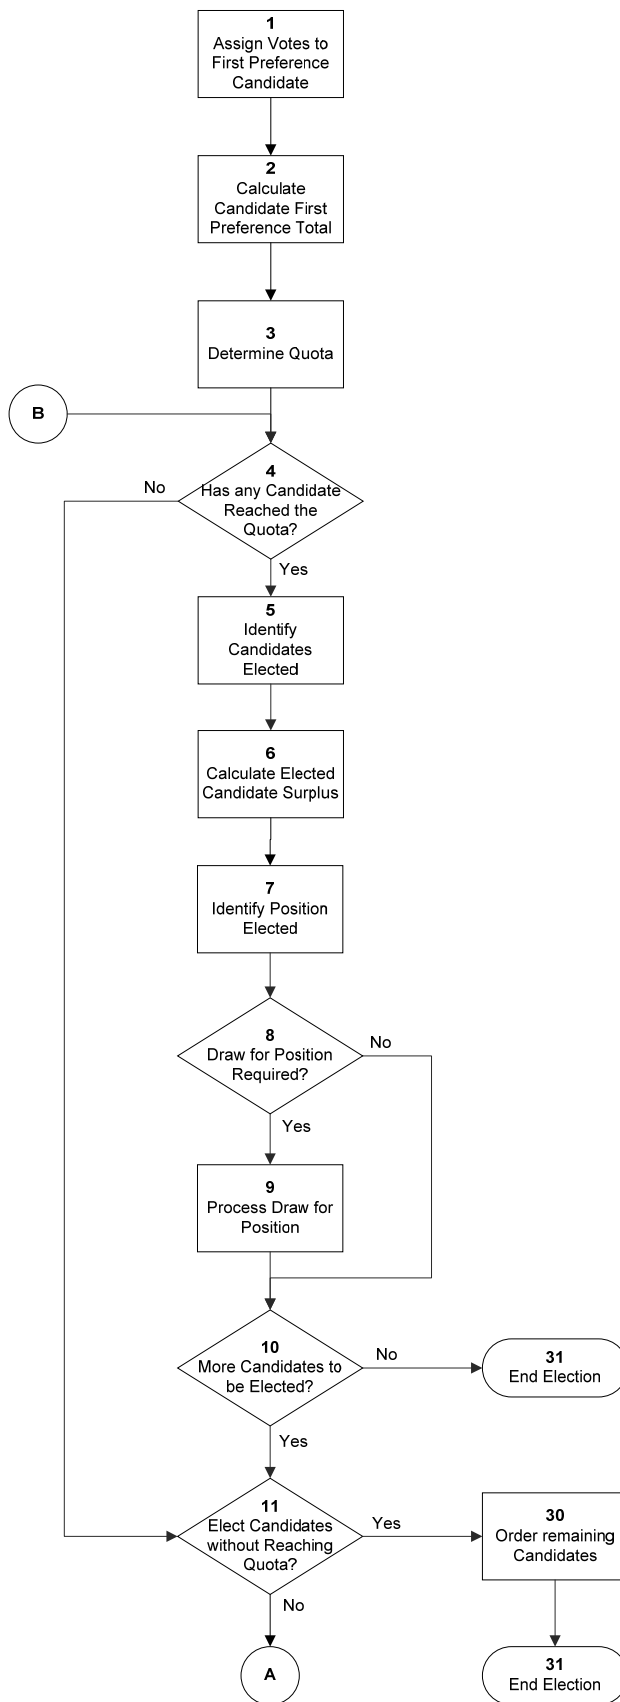 1
Assign Votes to
First Preference
Candidate
2
Calculate
Candidate First
Preference Total
3
Determine Quota
B
4
Has any Candidate
Reached the
Quota?
No
Yes
5
Identify
Candidates
Elected
6
Calculate Elected
Candidate Surplus
7
Identify Position
Elected
8
Draw for Position
Required?
No
Yes
9
Process Draw for
Position
10
More Candidates to
be Elected?
No
31
End Election
Yes
11
Elect Candidates
without Reaching
Quota?
Yes
30
Order remaining
Candidates
No
A
31
End Election